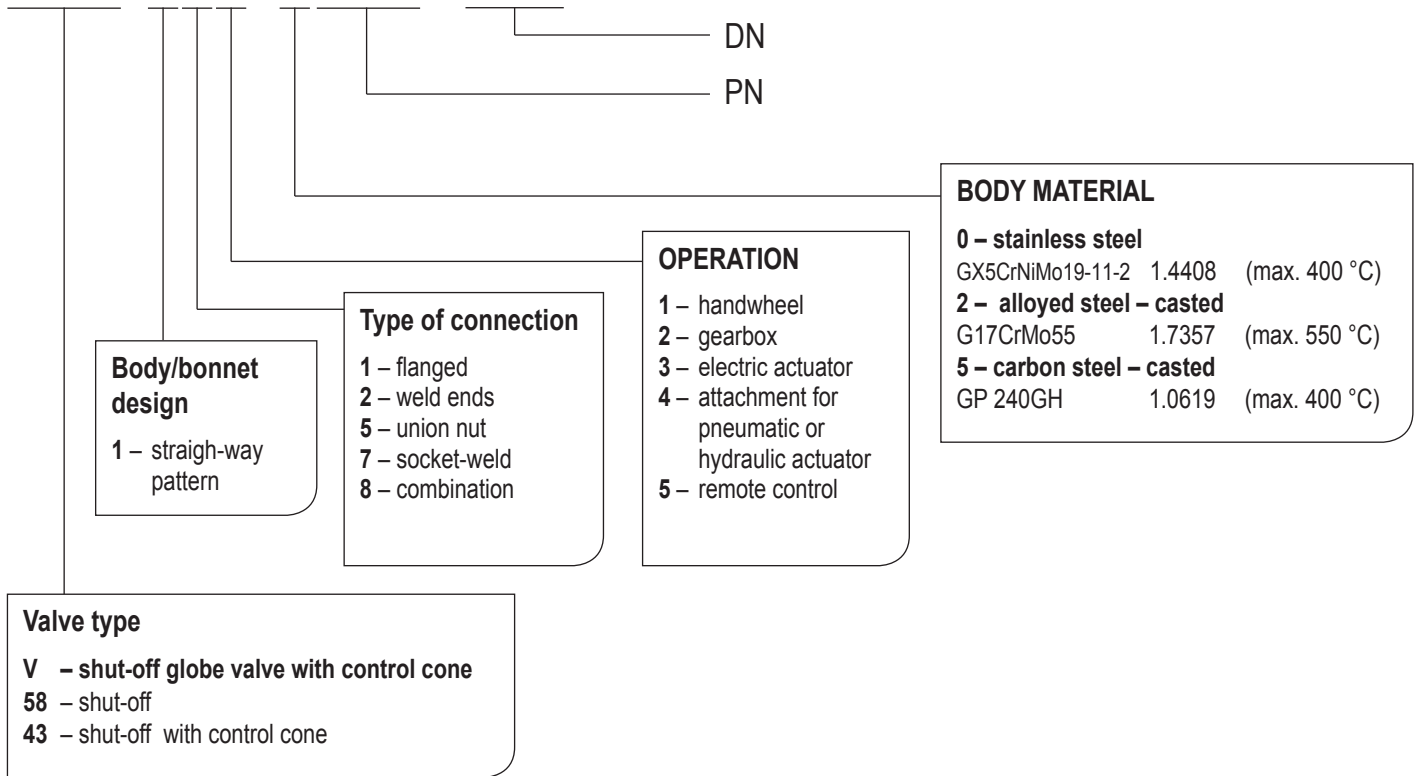 DN
PN
BODY MATERIAL
0 – stainless steel
GX5CrNiMo19-11-2 1.4408 (max. 400 °C)
2 – alloyed steel – casted
G17CrMo55 1.7357 (max. 550 °C)
5 – carbon steel – casted
GP 240GH 1.0619 (max. 400 °C)
OPERATION
1 – handwheel
2 – gearbox
3 – electric actuator
4 – attachment for
pneumatic or
hydraulic actuator
5 – remote control
Type of connection
1 – flanged
2 – weld ends
5 – union nut
7 – socket-weld
8 – combination
Body/bonnet
design
1 – straigh-way
pattern
Valve type
V – shut-off globe valve with control cone
58 – shut-off
43 – shut-off with control cone